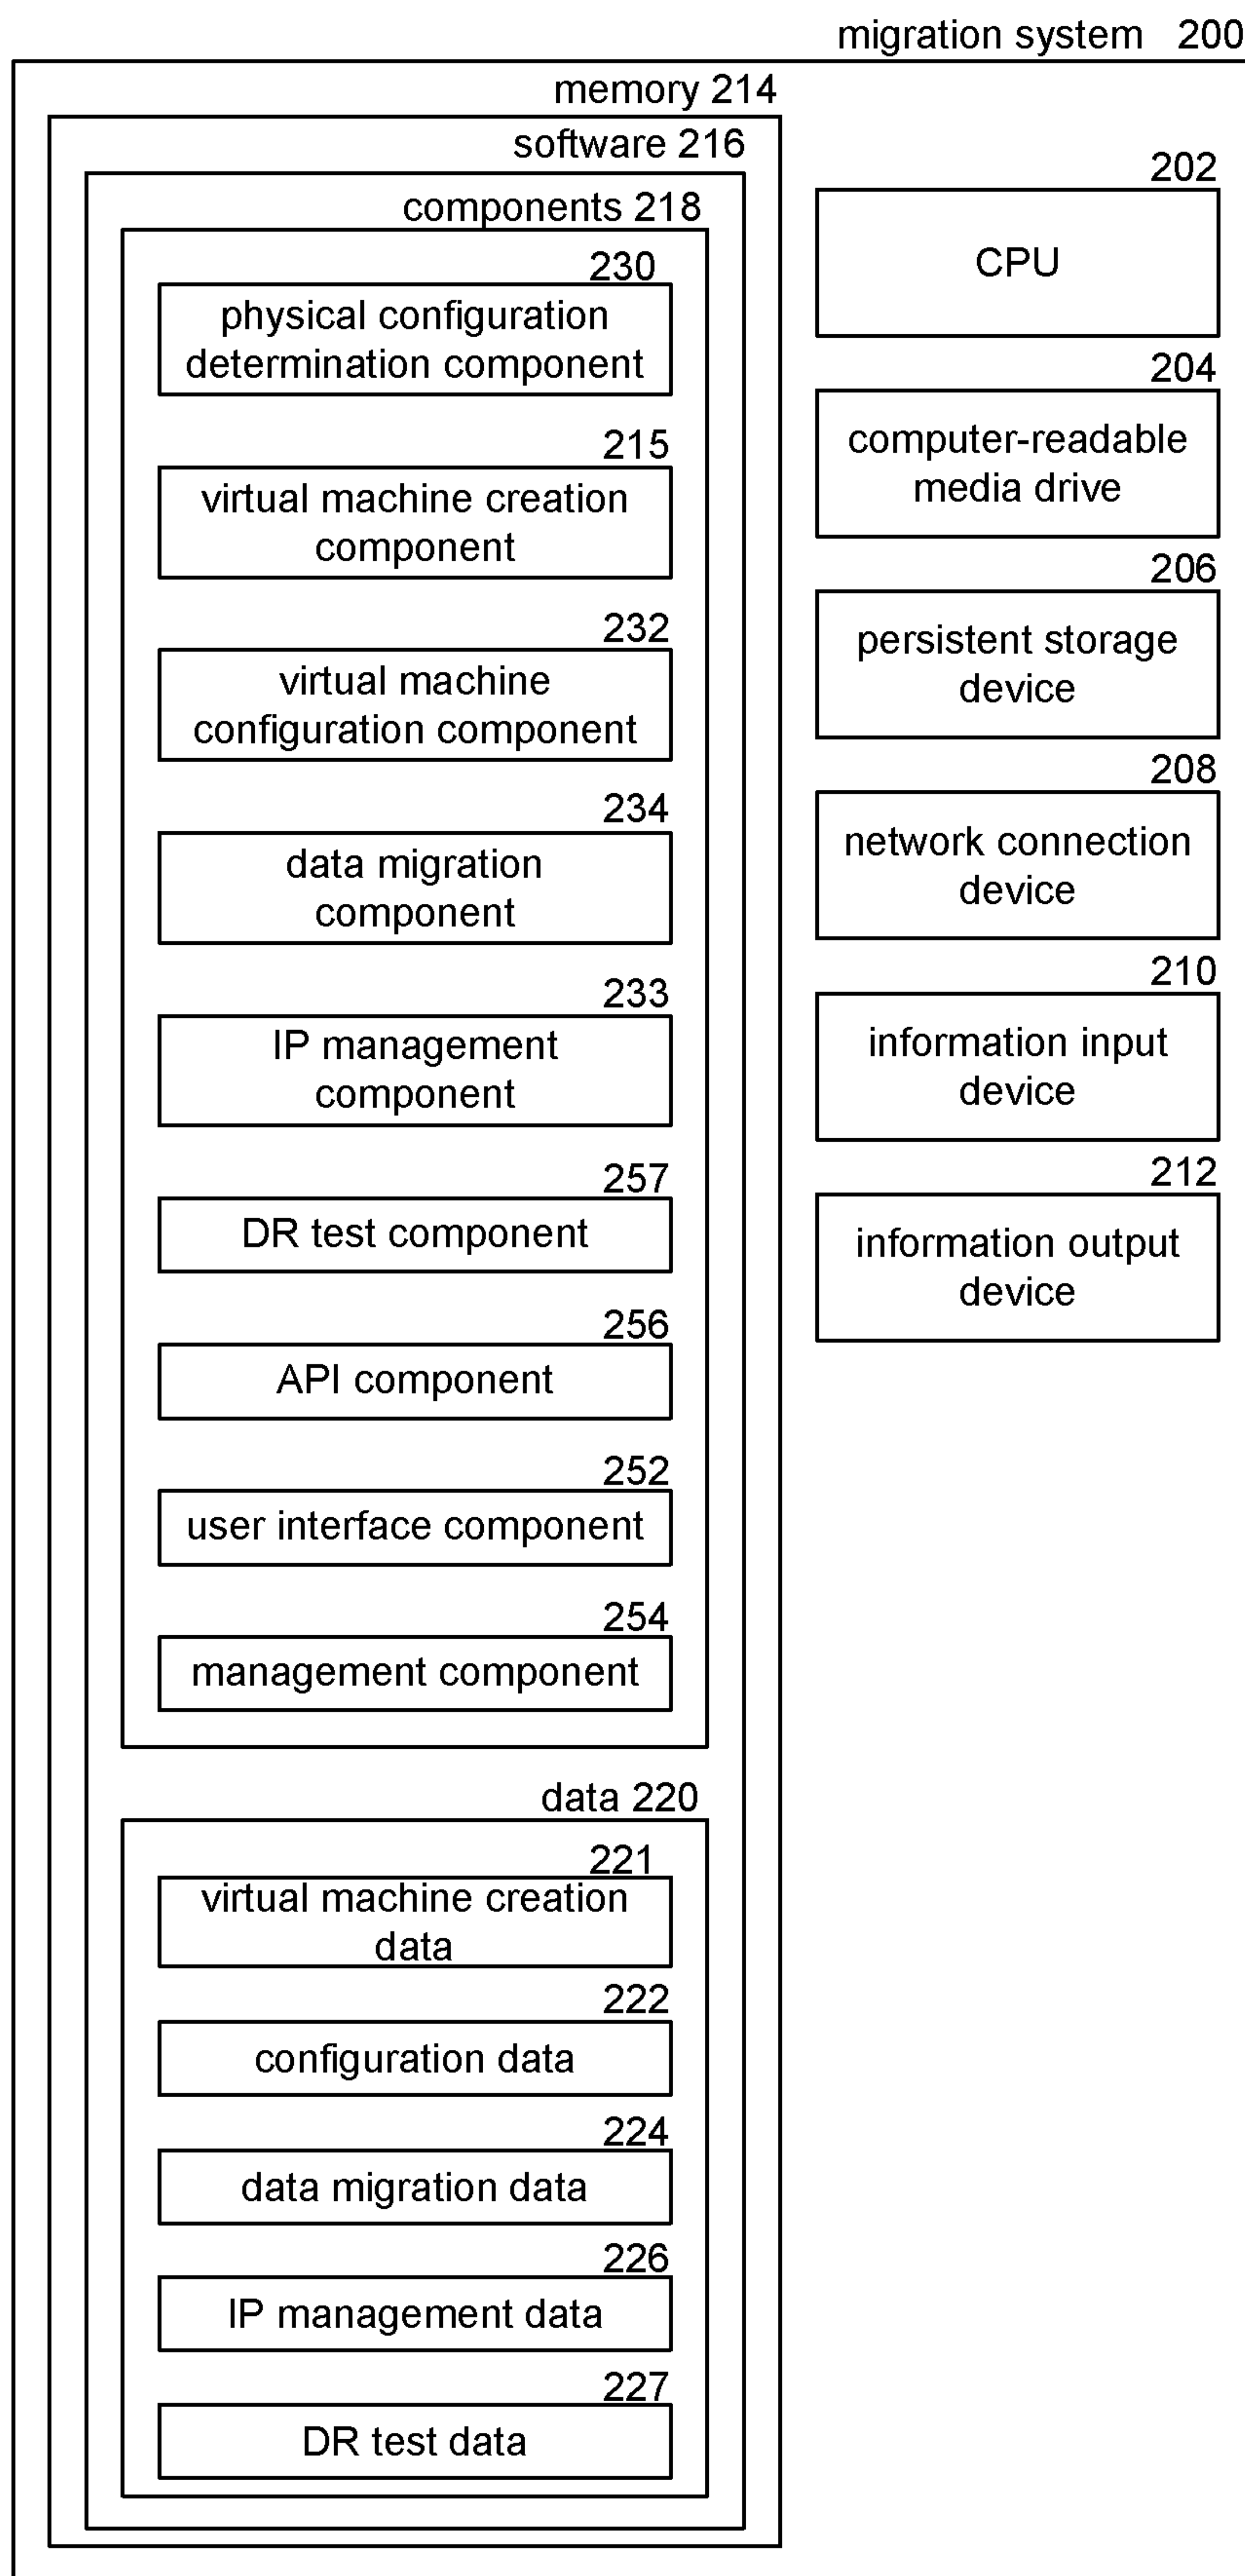 migration system 200
memory 214
software 216
components 218
230
physical configuration
determination component
215
virtual machine creation
component
232
virtual machine
configuration component
234
data migration
component
233
IP management
component
257
DR test component
256
API component
252
user interface component
254
management component
data 220
221
virtual machine creation
data
222
configuration data
224
data migration data
226
IP management data
227
DR test data
202
CPU
204
computer-readable
media drive
206
persistent storage
device
208
network connection
device
210
information input
device
212
information output
device